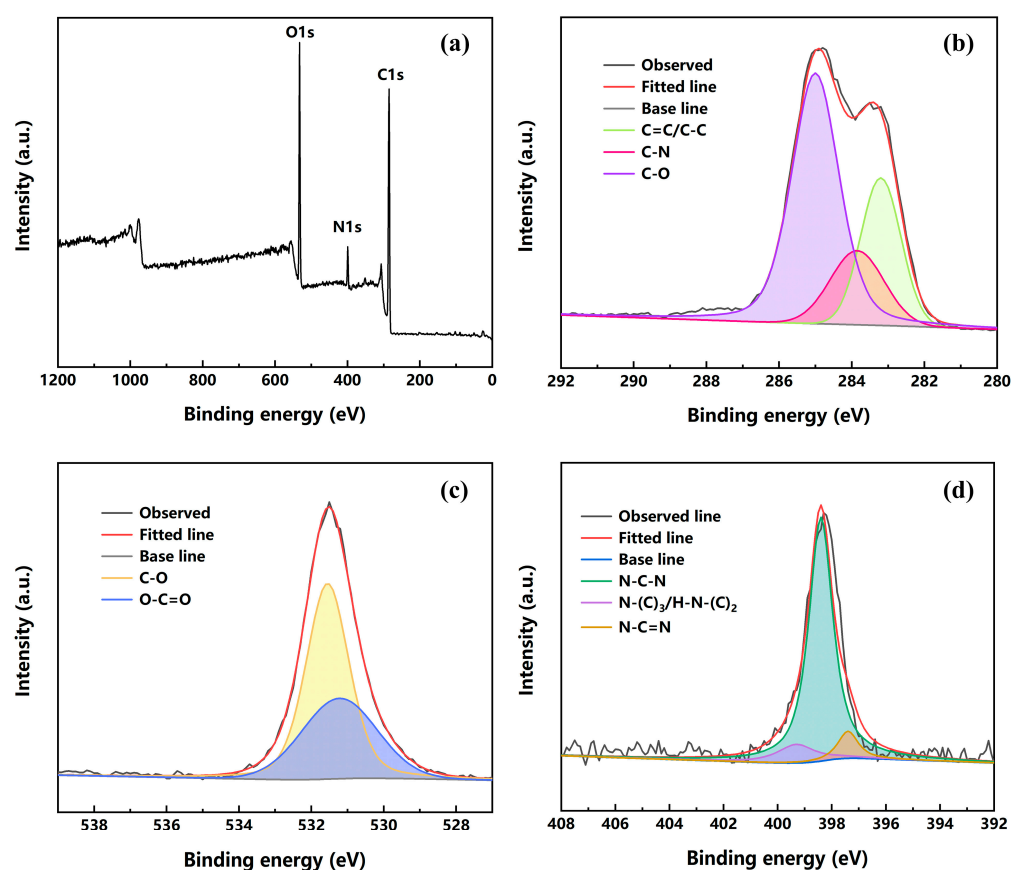 (a)
O1s
C1s
N1s
Intensity (a.u.)
1200 1000 800 600 400 200 0
Binding energy (eV)
(b)
Observed
Fitted line
Base line
C=C/C-C
C-N
C-O
Intensity (a.u.)
292 290 288 286 284 282 280
Binding energy (eV)
(c)
Observed
Fitted line
Base line
C-O
O-C=O
Intensity (a.u.)
538 536 534 532 530 528
Binding energy (eV)
(d)
Observed line
Fitted line
Base line
N-C-N
N-(C)₃/H-N-(C)₂
N-C=N
Intensity (a.u.)
408 406 404 402 400 398 396 394 392
Binding energy (eV)